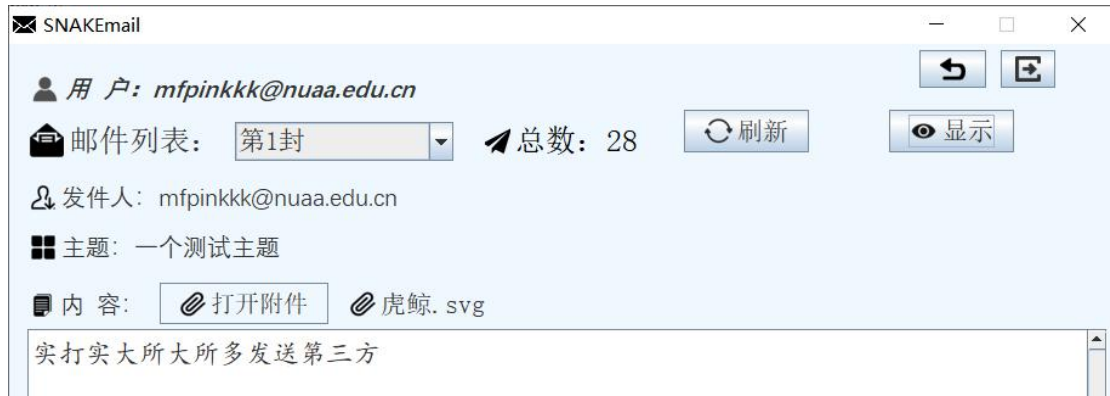 SNAKEmail
用 户：mfpinkkk@nuaa.edu.cn
邮件列表： 第1封 总数：28 刷新 显示
发件人：mfpinkkk@nuaa.edu.cn
主题：一个测试主题
内 容： 打开附件 虎鲸.svg
实打实大所大所多发送第三方